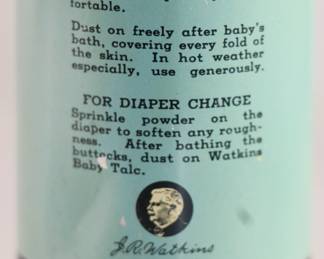 fortable.
Dust on freely after baby's
bath, covering every fold of
the skin. In hot weather
especially, use generously.
FOR DIAPER CHANGE
Sprinkle powder on the
diaper to soften any rough-
ness. After bathing the
buttocks, dust on Watkins
Baby Talc.
J.R. Watkins